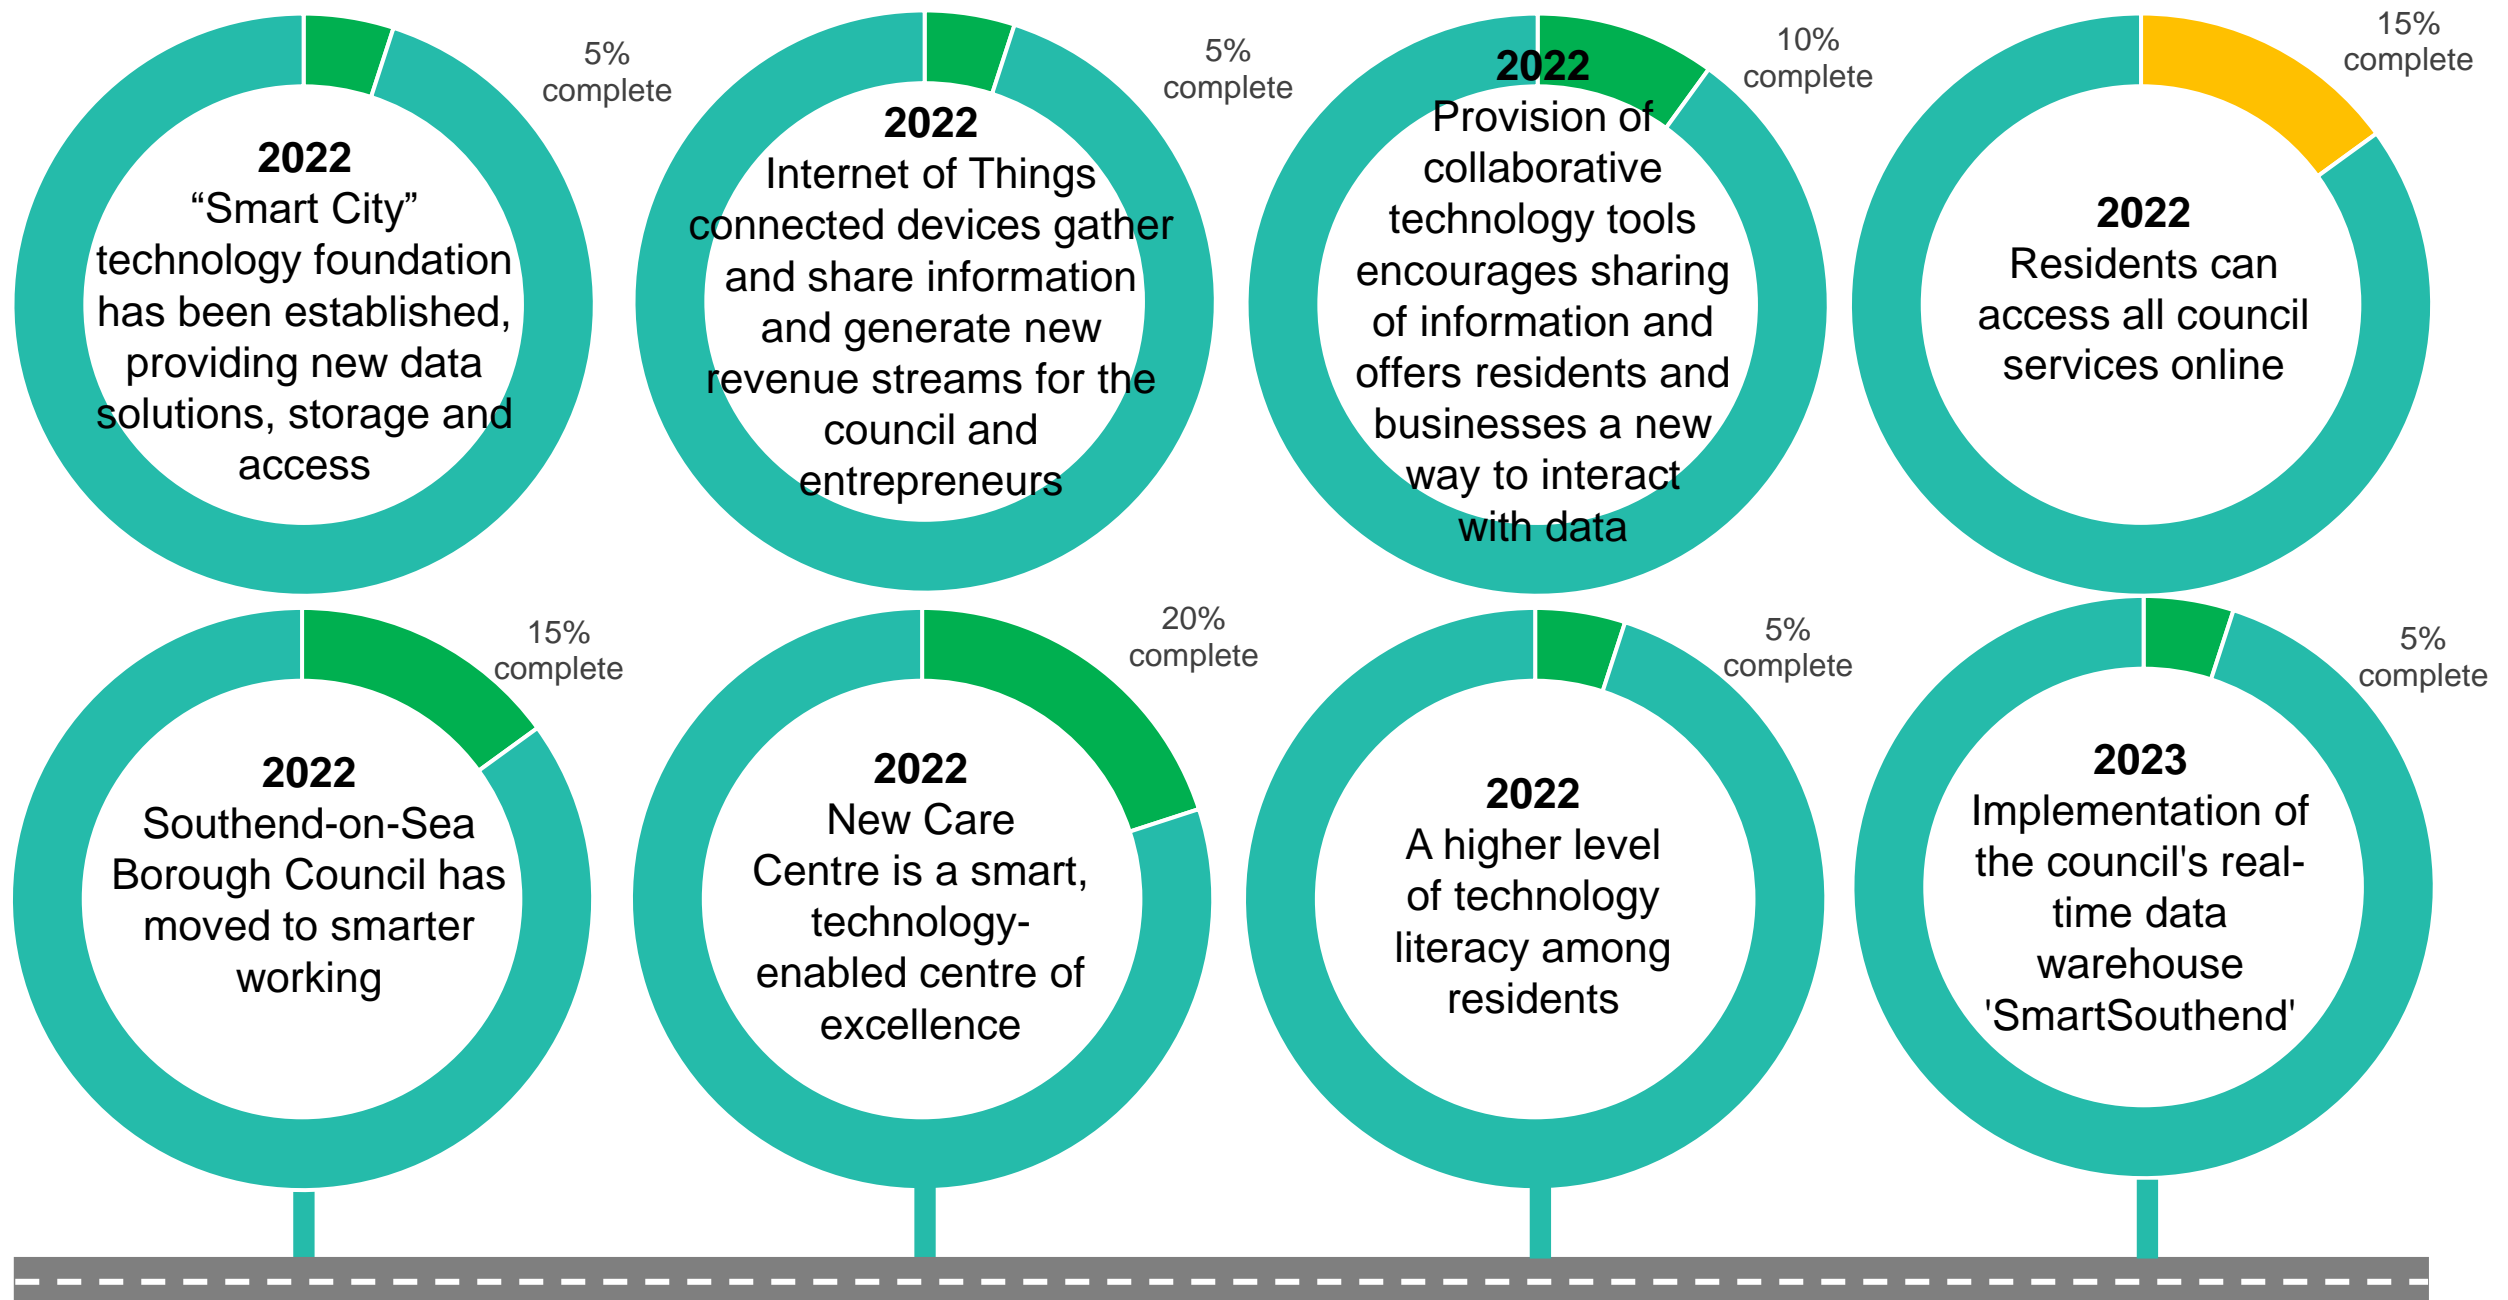 5%
complete
2022
“Smart City”
technology foundation
has been established,
providing new data
solutions, storage and
access
5%
complete
2022
Internet of Things
connected devices gather
and share information
and generate new
revenue streams for the
council and
entrepreneurs
10%
complete
2022
Provision of
collaborative
technology tools
encourages sharing
of information and
offers residents and
businesses a new
way to interact
with data
15%
complete
2022
Residents can
access all council
services online
15%
complete
2022
Southend-on-Sea
Borough Council has
moved to smarter
working
20%
complete
2022
New Care
Centre is a smart,
technology-
enabled centre of
excellence
5%
complete
2022
A higher level
of technology
literacy among
residents
5%
complete
2023
Implementation of
the council's real-
time data
warehouse
'SmartSouthend'